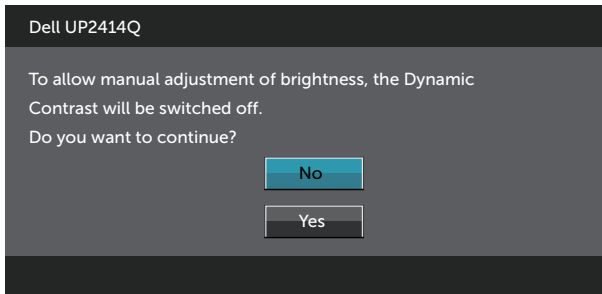 Dell UP2414Q
To allow manual adjustment of brightness, the Dynamic
Contrast will be switched off.
Do you want to continue?
No
Yes